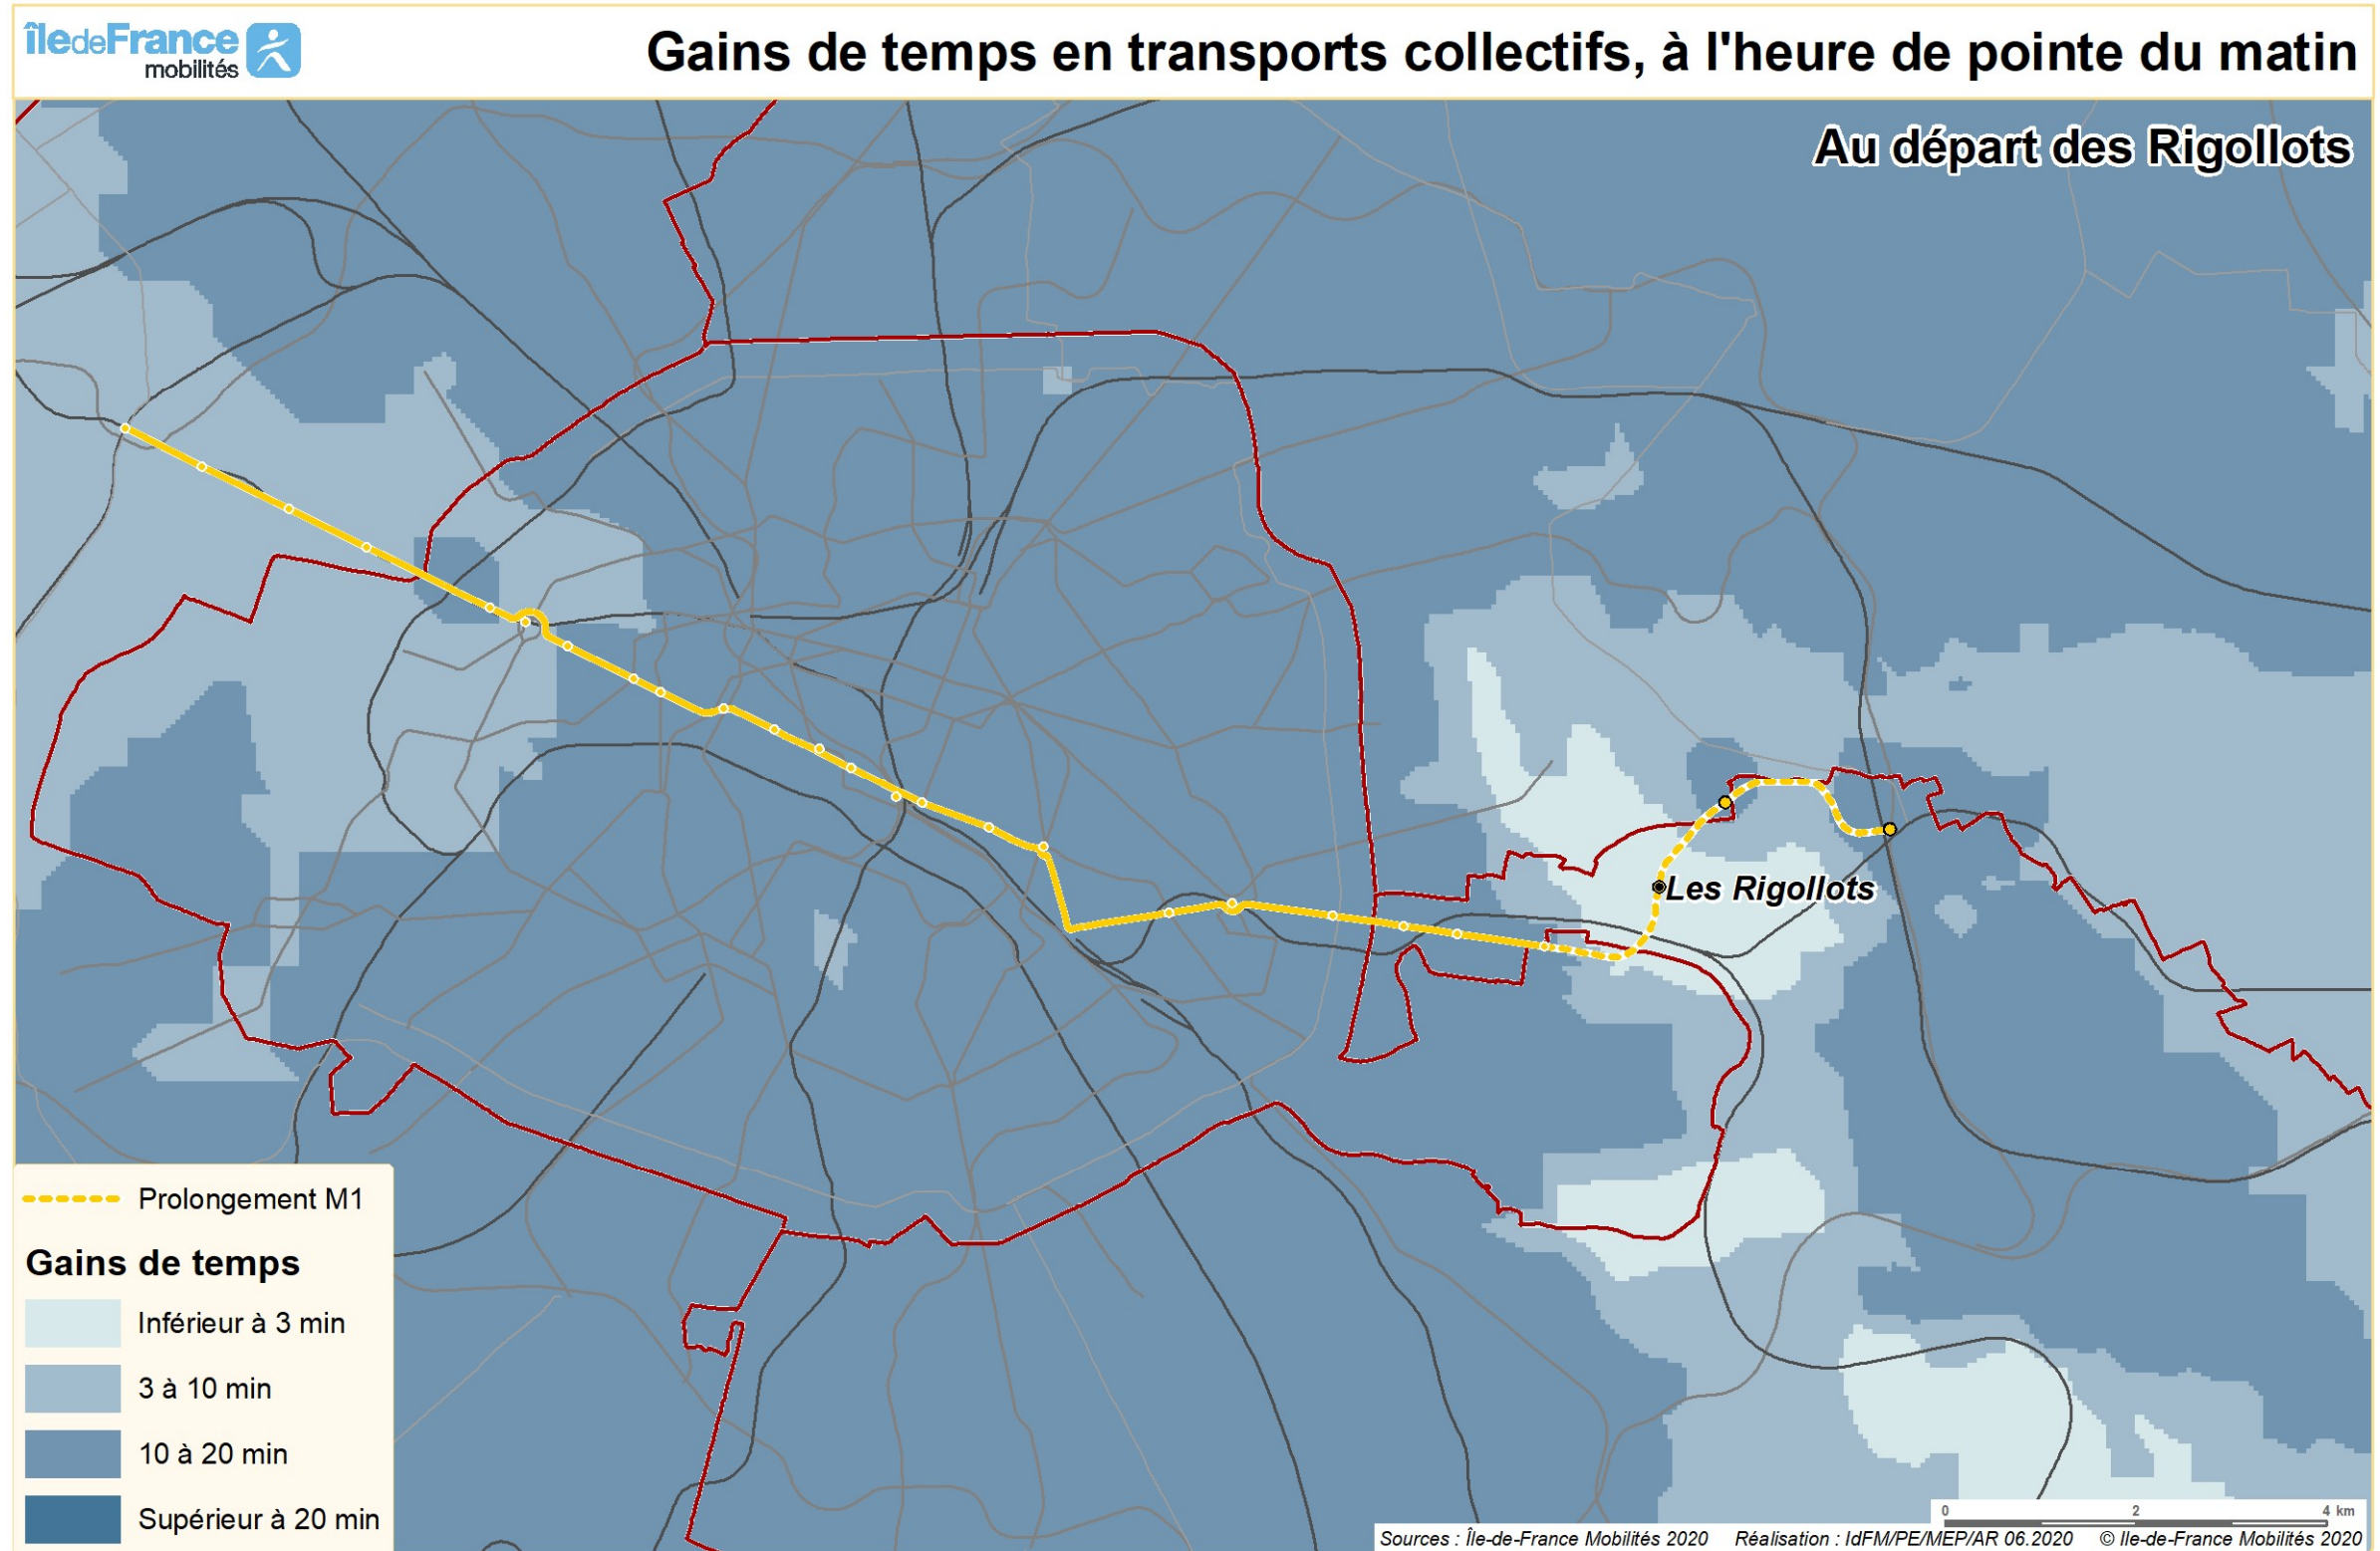 îledeFrance
mobilités
Gains de temps en transports collectifs, à l'heure de pointe du matin
Au départ des Rigollots
Les Rigollots
Prolongement M1
Gains de temps
Inférieur à 3 min
3 à 10 min
10 à 20 min
Supérieur à 20 min
0 2 4 km
Sources : Île-de-France Mobilités 2020 Réalisation : IdFM/PE/MEP/AR 06.2020 © Ile-de-France Mobilités 2020